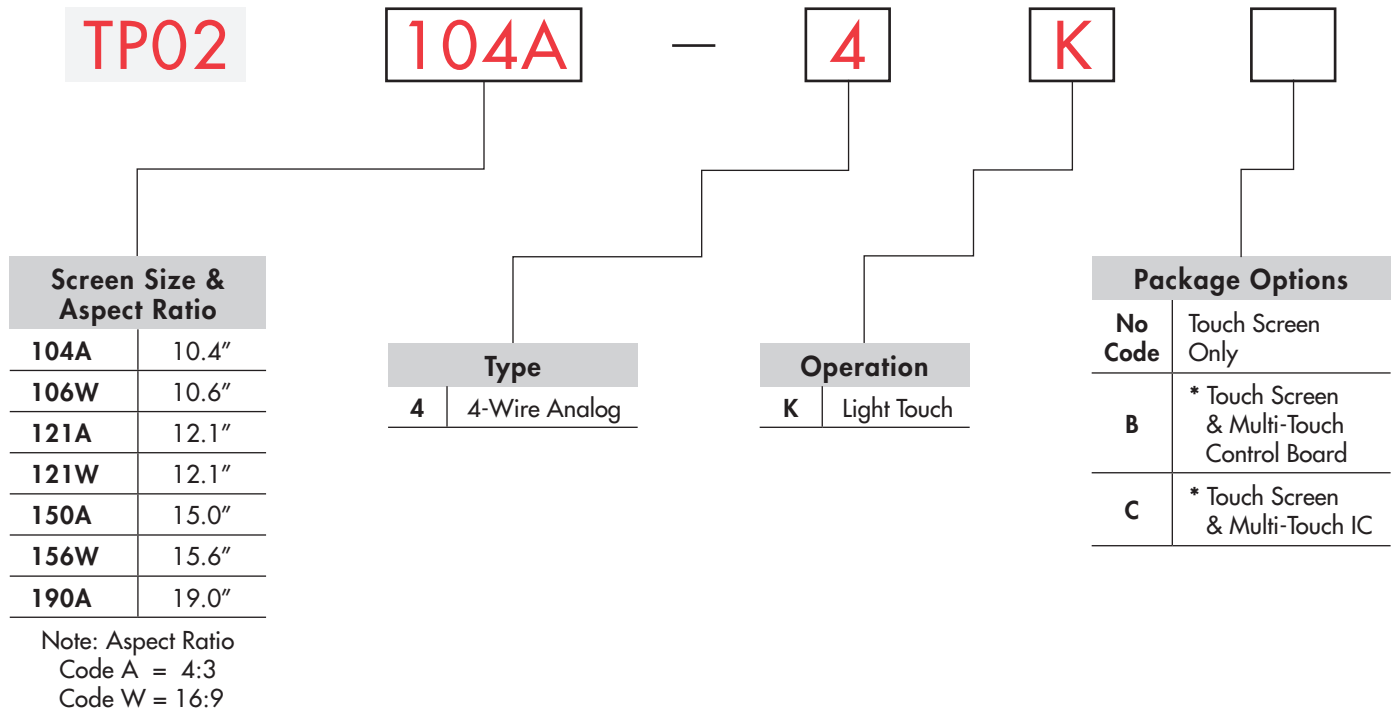 TP02 104A — 4 K
Screen Size &
Aspect Ratio
104A 10.4″
106W 10.6″
121A 12.1″
121W 12.1″
150A 15.0″
156W 15.6″
190A 19.0″
Note: Aspect Ratio
Code A = 4:3
Code W = 16:9
Type
4 4-Wire Analog
Operation
K Light Touch
Package Options
No Touch Screen
Code Only
* Touch Screen
B & Multi-Touch
Control Board
* Touch Screen
C & Multi-Touch IC